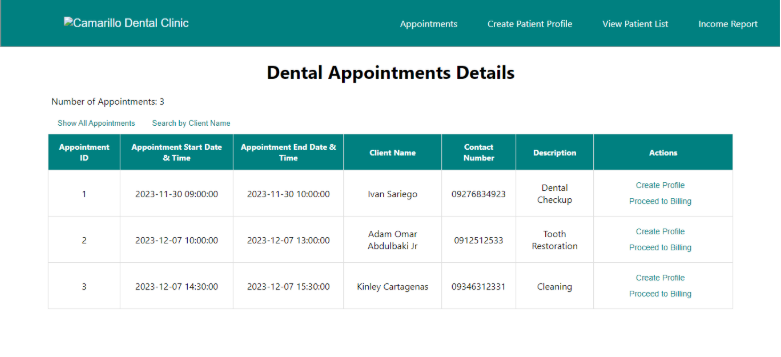 Camarillo Dental Clinic Appointments Create Patient Profile View Patient List Income Report
Dental Appointments Details
Number of Appointments: 3
Show All Appointments Search by Client Name
Appointment ID Appointment Start Date & Time Appointment End Date & Time Client Name Contact Number Description Actions
1 2023-11-30 09:00:00 2023-11-30 10:00:00 Ivan Sariego 09276834923 Dental Checkup Create Profile Proceed to Billing
2 2023-12-07 10:00:00 2023-12-07 13:00:00 Adam Omar Abdulbaki Jr 0912512533 Tooth Restoration Create Profile Proceed to Billing
3 2023-12-07 14:30:00 2023-12-07 15:30:00 Kinley Cartagenas 09346312331 Cleaning Create Profile Proceed to Billing